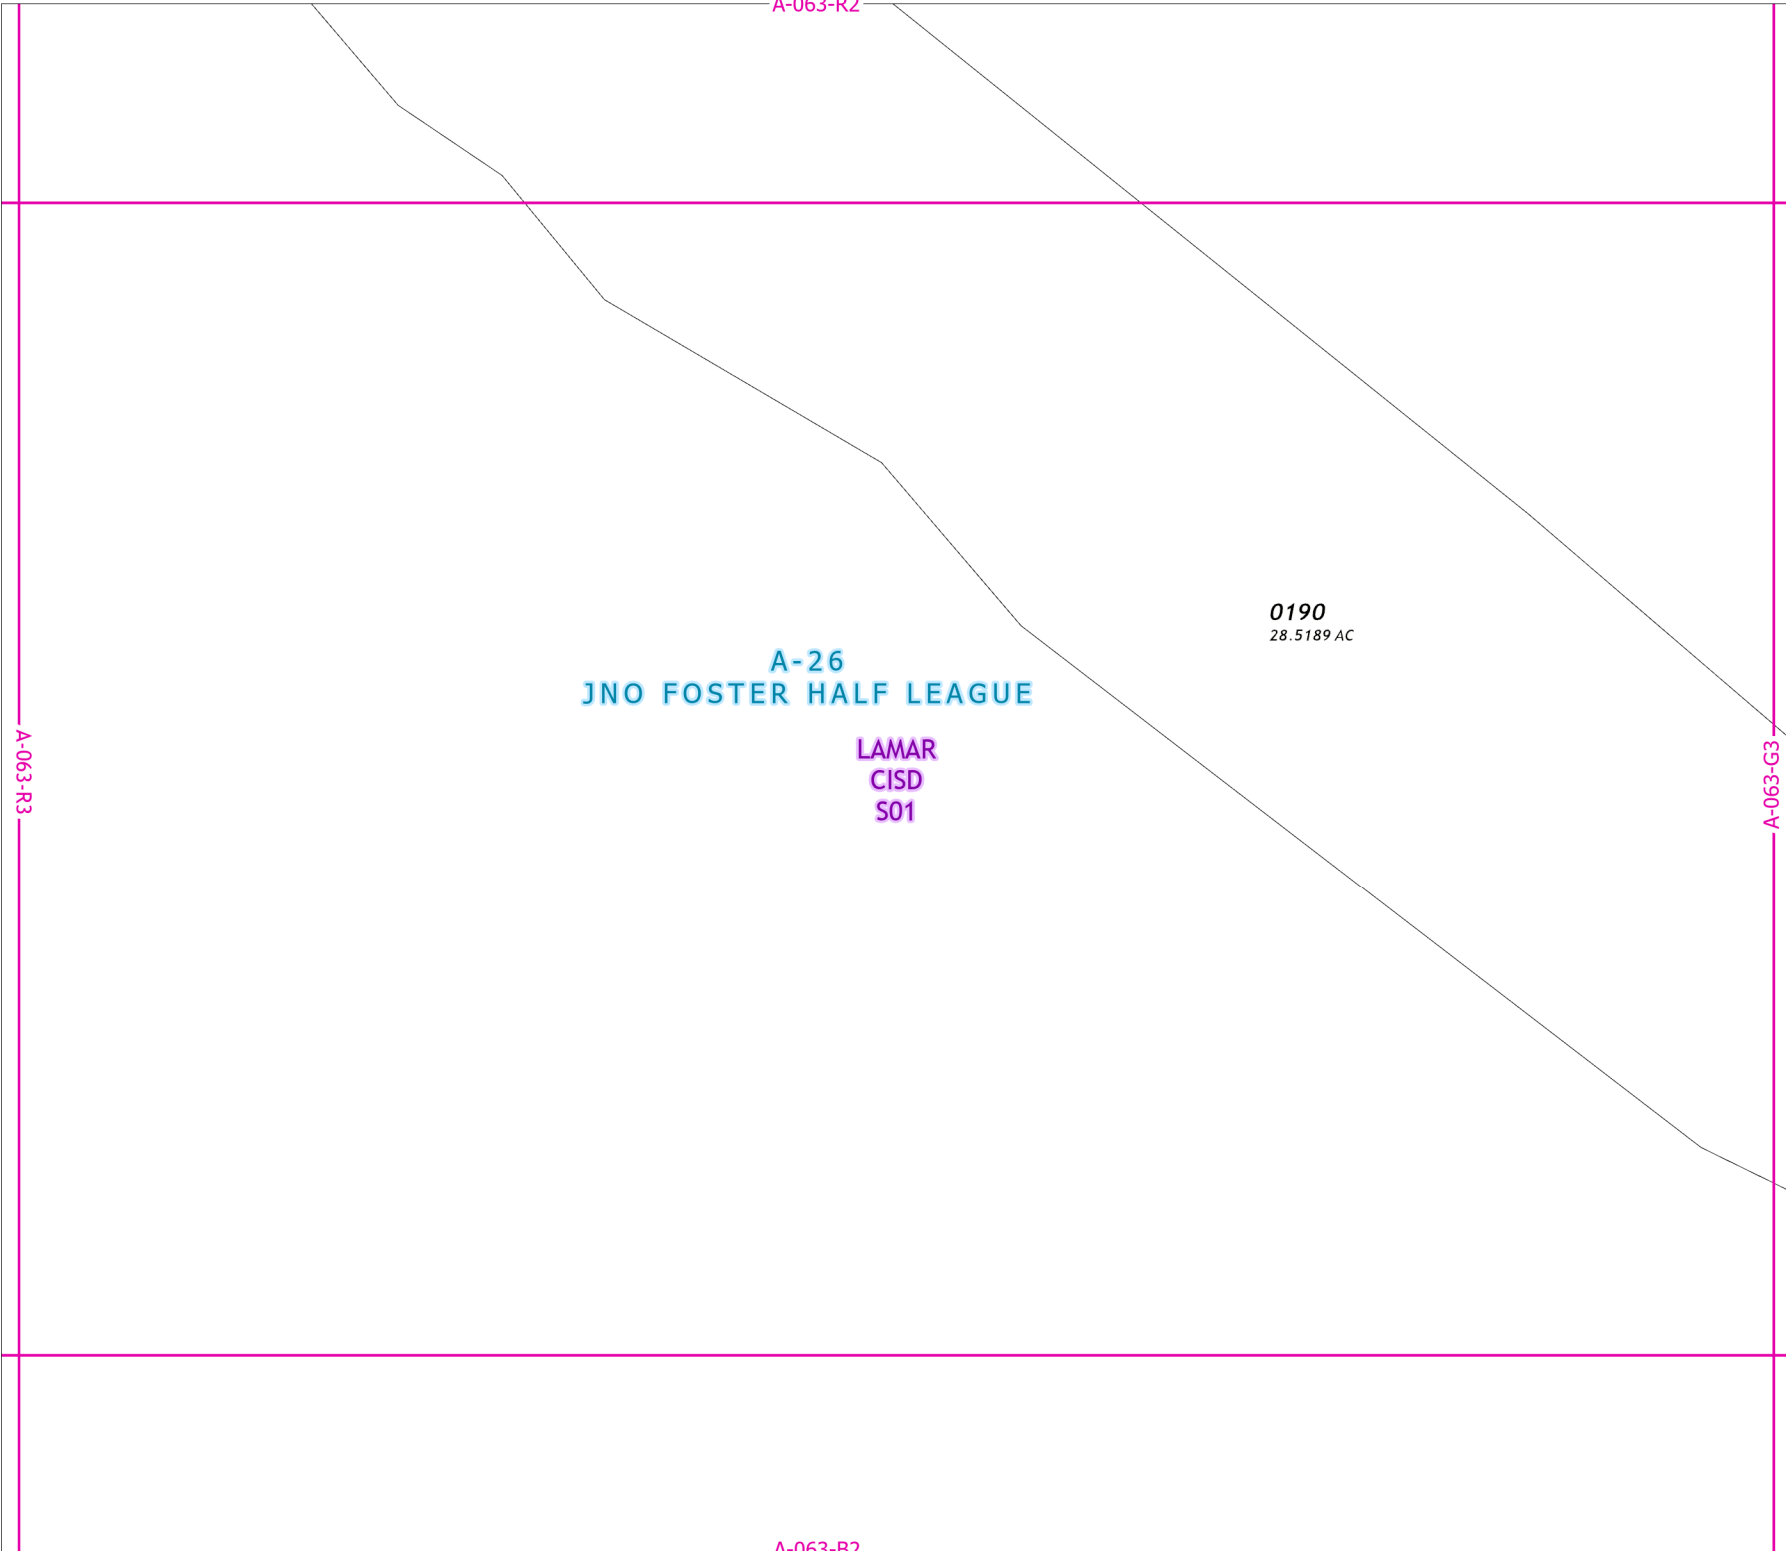 A-063-R2
0190
28.5189 AC
A-26
JNO FOSTER HALF LEAGUE
LAMAR
CISD
S01
A-063-R3
A-063-G3
A-063-B2